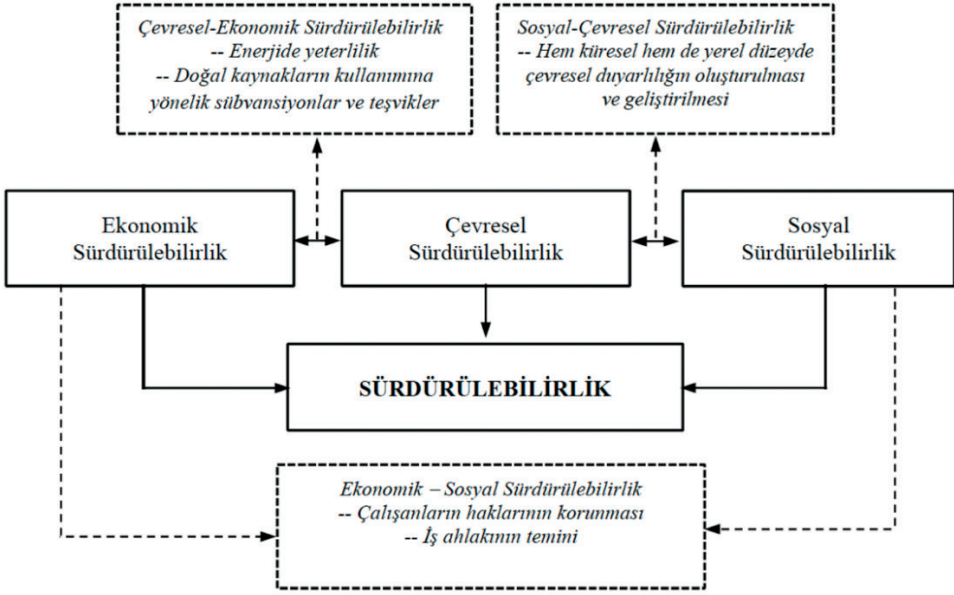 Çevresel-Ekonomik Sürdürülebilirlik
-- Enerjide yeterlilik
-- Doğal kaynakların kullanımına
yönelik sübvansiyonlar ve teşvikler
Sosyal-Çevresel Sürdürülebilirlik
-- Hem küresel hem de yerel düzeyde
çevresel duyarlılığın oluşturulması
ve geliştirilmesi
Ekonomik
Sürdürülebilirlik
Çevresel
Sürdürülebilirlik
Sosyal
Sürdürülebilirlik
SÜRDÜRÜLEBİLİRLİK
Ekonomik – Sosyal Sürdürülebilirlik
-- Çalışanların haklarının korunması
-- İş ahlakının temini